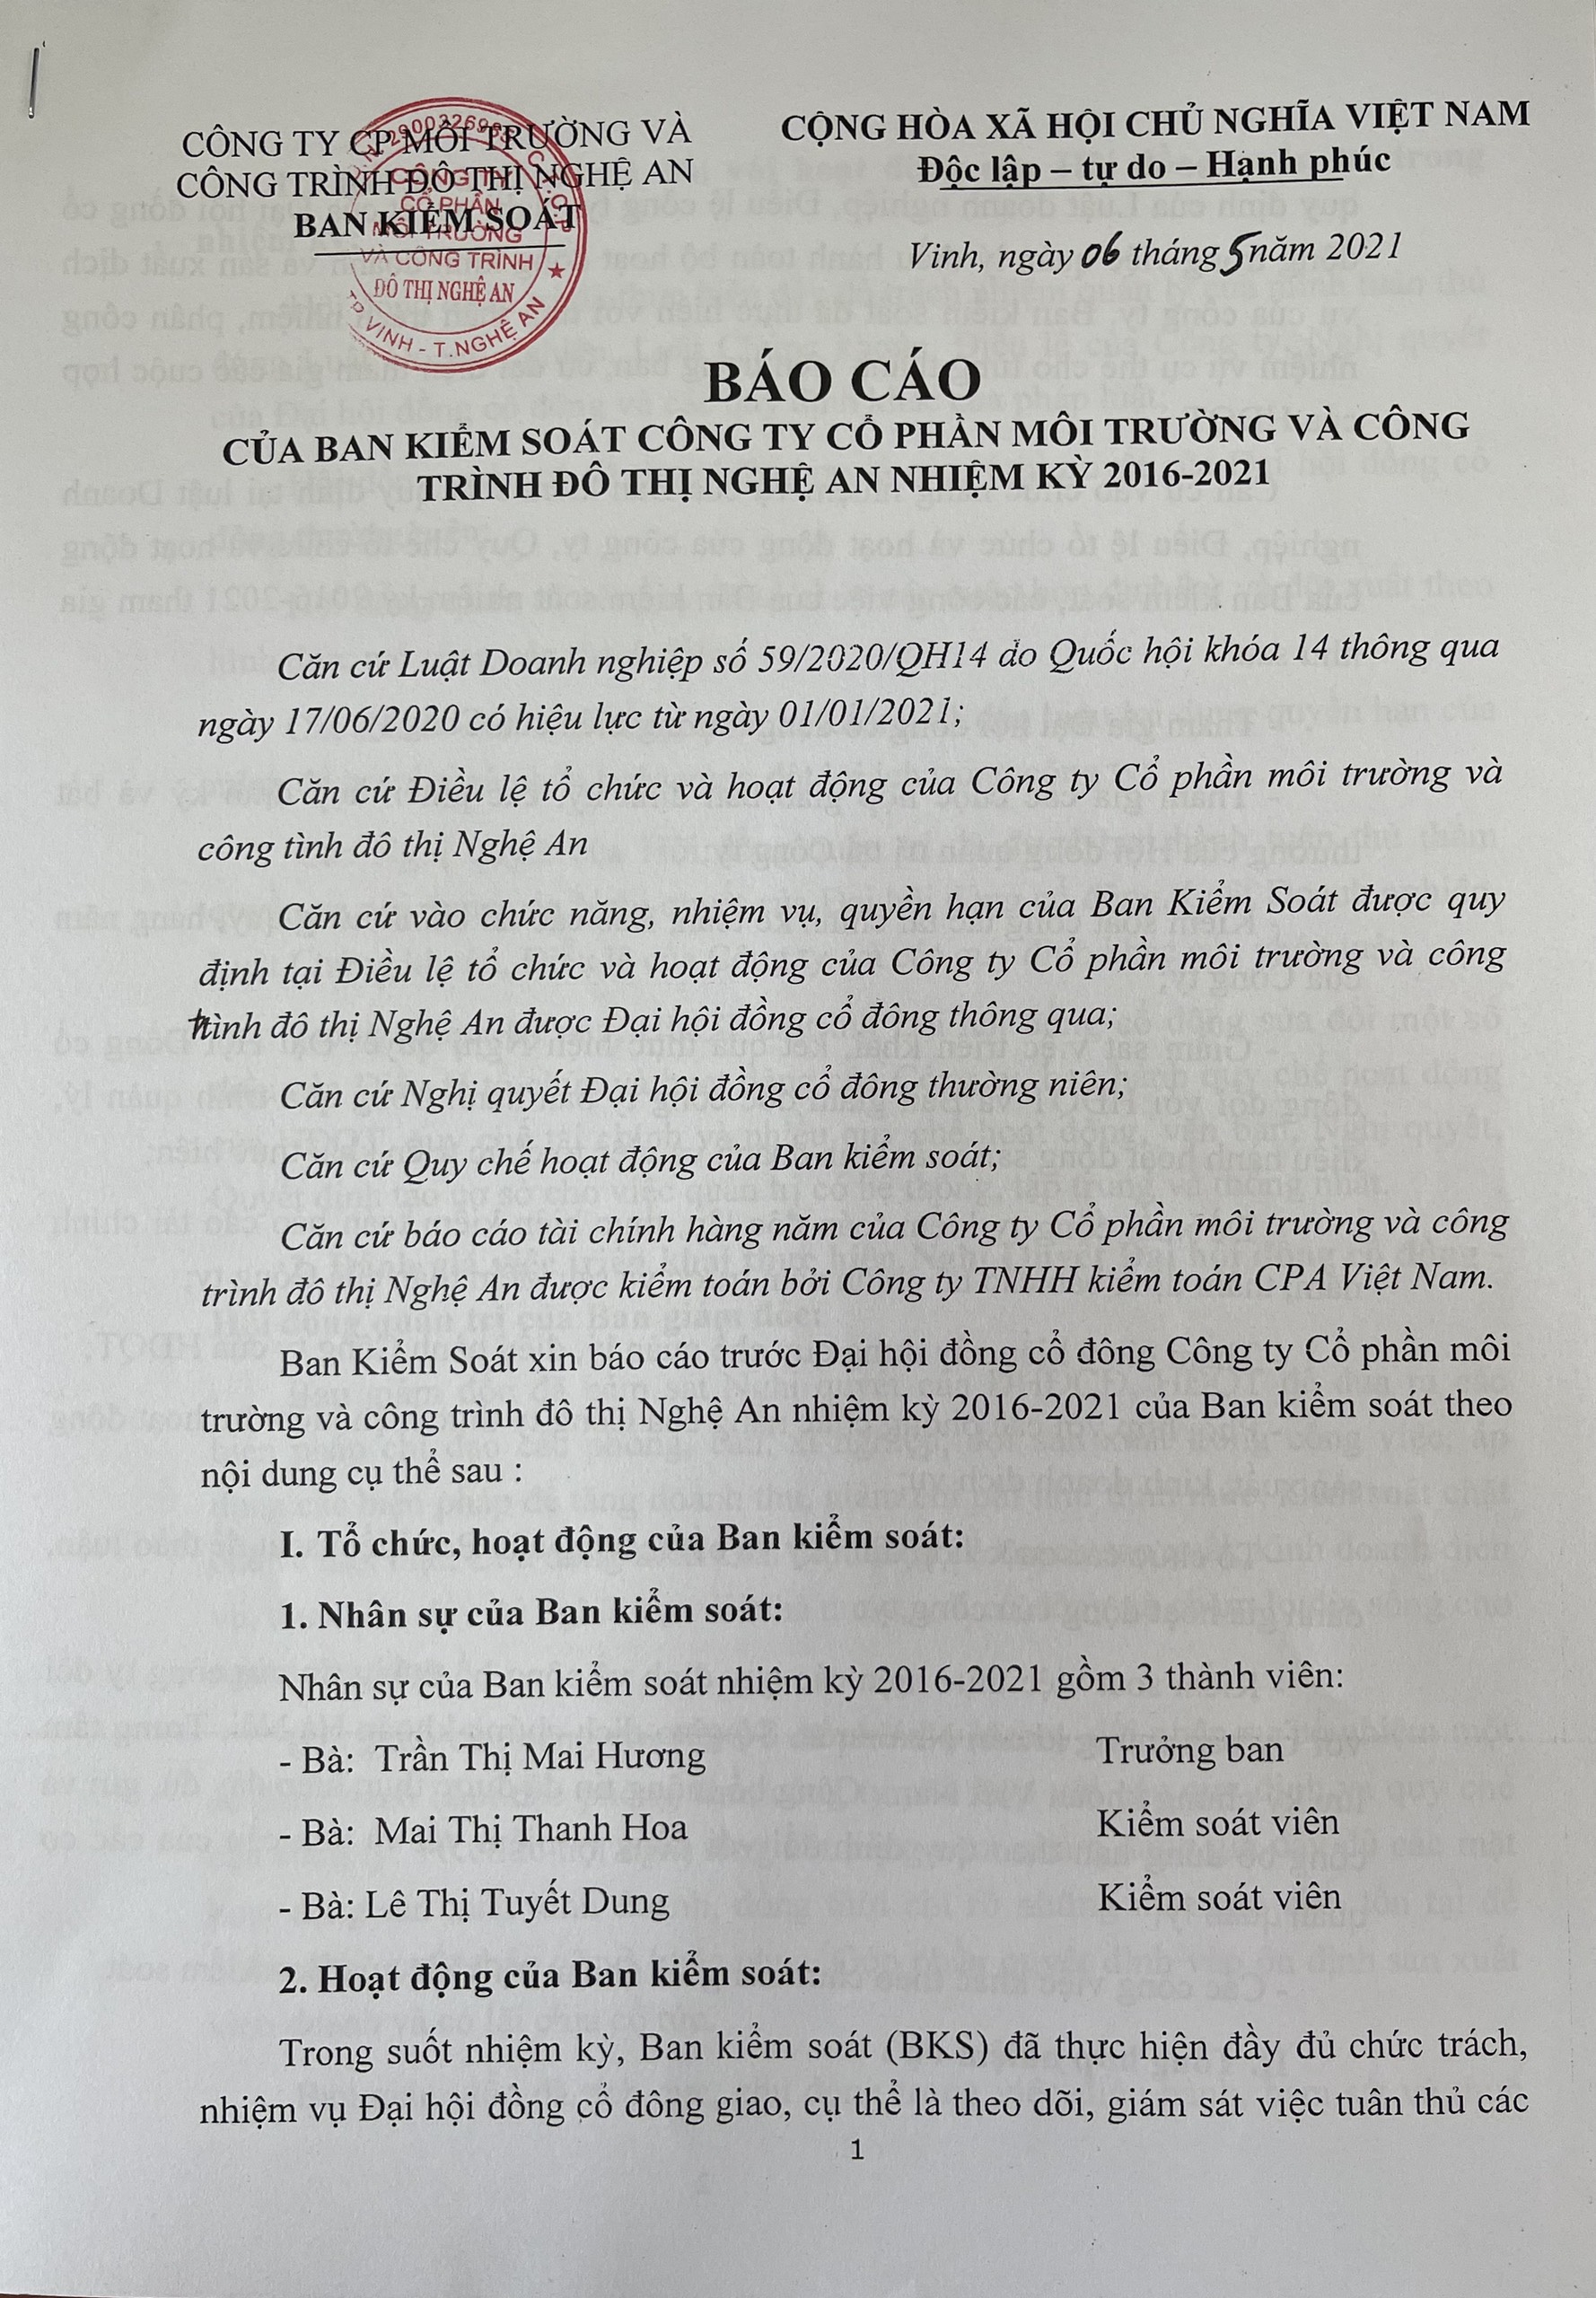 CÔNG TY CP MÔI TRƯỜNG VÀ
CÔNG TRÌNH ĐÔ THỊ NGHỆ AN
BAN KIỂM SOÁT
CÔNG TY
CỔ PHẦN
MÔI TRƯỜNG
VÀ CÔNG TRÌNH
ĐÔ THỊ NGHỆ AN
TP VINH - T.NGHỆ AN
CỘNG HÒA XÃ HỘI CHỦ NGHĨA VIỆT NAM
Độc lập – tự do – Hạnh phúc
Vinh, ngày 06 tháng 5 năm 2021
BÁO CÁO
CỦA BAN KIỂM SOÁT CÔNG TY CỔ PHẦN MÔI TRƯỜNG VÀ CÔNG
TRÌNH ĐÔ THỊ NGHỆ AN NHIỆM KỲ 2016-2021
Căn cứ Luật Doanh nghiệp số 59/2020/QH14 do Quốc hội khóa 14 thông qua
ngày 17/06/2020 có hiệu lực từ ngày 01/01/2021;
Căn cứ Điều lệ tổ chức và hoạt động của Công ty Cổ phần môi trường và
công tình đô thị Nghệ An
Căn cứ vào chức năng, nhiệm vụ, quyền hạn của Ban Kiểm Soát được quy
định tại Điều lệ tổ chức và hoạt động của Công ty Cổ phần môi trường và công
trình đô thị Nghệ An được Đại hội đồng cổ đông thông qua;
Căn cứ Nghị quyết Đại hội đồng cổ đông thường niên;
Căn cứ Quy chế hoạt động của Ban kiểm soát;
Căn cứ báo cáo tài chính hàng năm của Công ty Cổ phần môi trường và công
trình đô thị Nghệ An được kiểm toán bởi Công ty TNHH kiểm toán CPA Việt Nam.
Ban Kiểm Soát xin báo cáo trước Đại hội đồng cổ đông Công ty Cổ phần môi
trường và công trình đô thị Nghệ An nhiệm kỳ 2016-2021 của Ban kiểm soát theo
nội dung cụ thể sau :
I. Tổ chức, hoạt động của Ban kiểm soát:
1. Nhân sự của Ban kiểm soát:
Nhân sự của Ban kiểm soát nhiệm kỳ 2016-2021 gồm 3 thành viên:
- Bà: Trần Thị Mai Hương Trưởng ban
- Bà: Mai Thị Thanh Hoa Kiểm soát viên
- Bà: Lê Thị Tuyết Dung Kiểm soát viên
2. Hoạt động của Ban kiểm soát:
Trong suốt nhiệm kỳ, Ban kiểm soát (BKS) đã thực hiện đầy đủ chức trách,
nhiệm vụ Đại hội đồng cổ đông giao, cụ thể là theo dõi, giám sát việc tuân thủ các
1